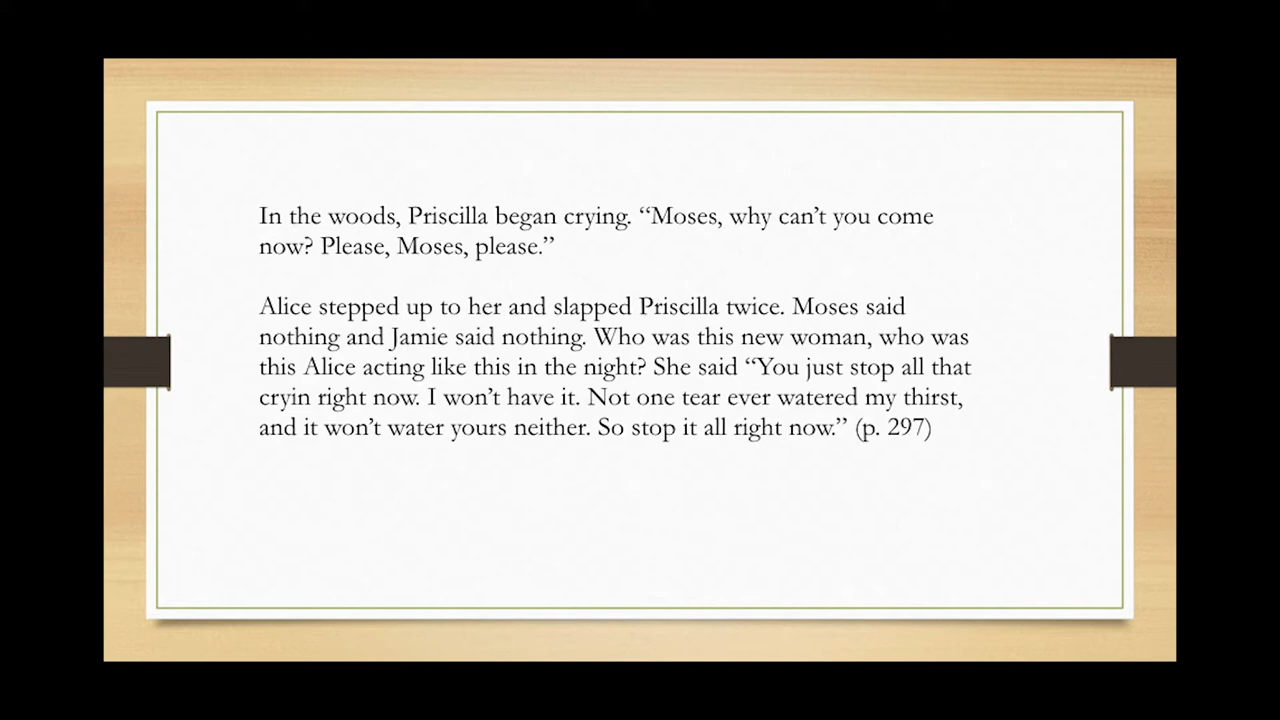 In the woods, Priscilla began crying. “Moses, why can’t you come
now? Please, Moses, please.”
Alice stepped up to her and slapped Priscilla twice. Moses said
nothing and Jamie said nothing. Who was this new woman, who was
this Alice acting like this in the night? She said “You just stop all that
cryin right now. I won’t have it. Not one tear ever watered my thirst,
and it won’t water yours neither. So stop it all right now.” (p. 297)